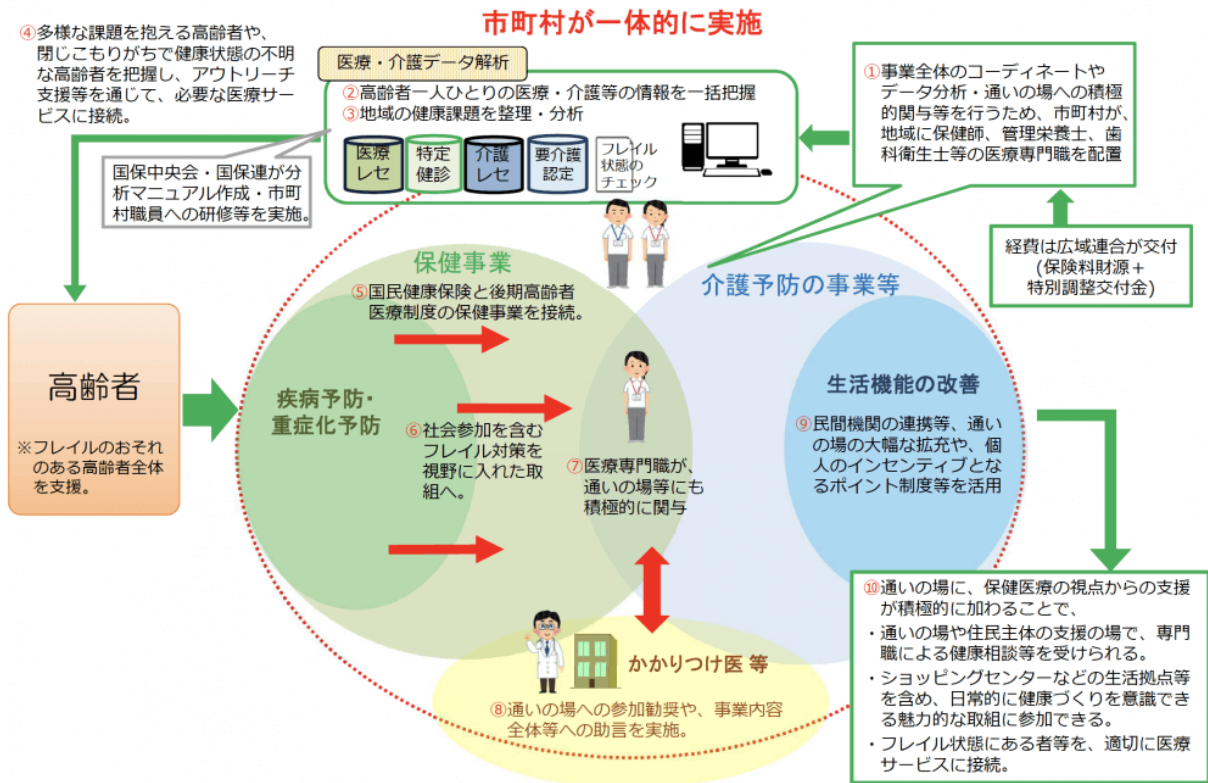 市町村が一体的に実施
④多様な課題を抱える高齢者や、
閉じこもりがちで健康状態の不明
な高齢者を把握し、アウトリーチ
支援等を通じて、必要な医療サー
ビスに接続。
医療・介護データ解析
②高齢者一人ひとりの医療・介護等の情報を一括把握
③地域の健康課題を整理・分析
医療
レセ
特定
健診
介護
レセ
要介護
認定
フレイル
状態の
チェック
①事業全体のコーディネートや
データ分析・通いの場への積極
的関与等を行うため、市町村が、
地域に保健師、管理栄養士、歯
科衛生士等の医療専門職を配置
国保中央会・国保連が分
析マニュアル作成・市町
村職員への研修等を実施。
経費は広域連合が交付
(保険料財源＋
特別調整交付金)
保健事業
⑤国民健康保険と後期高齢者
医療制度の保健事業を接続。
介護予防の事業等
高齢者
※フレイルのおそれ
のある高齢者全体
を支援。
疾病予防・
重症化予防
⑥社会参加を含む
フレイル対策を
視野に入れた取
組へ。
⑦医療専門職が、
通いの場等にも
積極的に関与
生活機能の改善
⑨民間機関の連携等、通い
の場の大幅な拡充や、個
人のインセンティブとな
るポイント制度等を活用
かかりつけ医 等
⑧通いの場への参加勧奨や、事業内容
全体等への助言を実施。
⑩通いの場に、保健医療の視点からの支援
が積極的に加わることで、
・通いの場や住民主体の支援の場で、専門
職による健康相談等を受けられる。
・ショッピングセンターなどの生活拠点等
を含め、日常的に健康づくりを意識でき
る魅力的な取組に参加できる。
・フレイル状態にある者等を、適切に医療
サービスに接続。